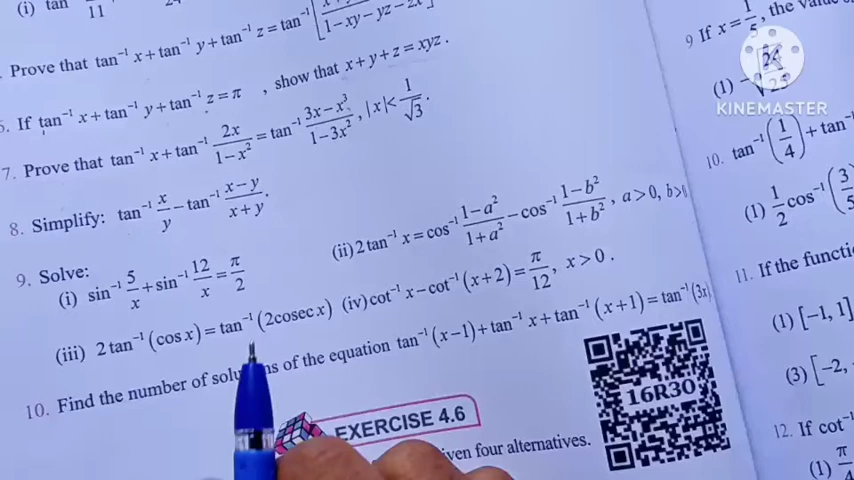 (i) tan 11
Prove that tan⁻¹ x + tan⁻¹ y + tan⁻¹ z = tan⁻¹ [ / 1 − xy − yz − zx ]
6. If tan⁻¹ x + tan⁻¹ y + tan⁻¹ z = π , show that x + y + z = xyz .
7. Prove that tan⁻¹ x + tan⁻¹ 2x/(1−x²) = tan⁻¹ (3x−x³)/(1−3x²), |x| < 1/√3 .
8. Simplify: tan⁻¹ x/y − tan⁻¹ (x−y)/(x+y) .
9. Solve:
(i) sin⁻¹ 5/x + sin⁻¹ 12/x = π/2 (ii) 2 tan⁻¹ x = cos⁻¹ (1−a²)/(1+a²) − cos⁻¹ (1−b²)/(1+b²), a > 0, b >
(iii) 2 tan⁻¹ (cos x) = tan⁻¹ (2cosec x) (iv) cot⁻¹ x − cot⁻¹ (x+2) = π/12, x > 0 .
10. Find the number of of the equation tan⁻¹ (x−1) + tan⁻¹ x + tan⁻¹ (x+1) = tan⁻¹ (3x)
EXERCISE 4.6
four alternatives.
16R30
9 If x = 1/5, the value
(1) −√(24/25)
10. tan⁻¹ (1/4) + tan⁻
(1) 1/2 cos⁻¹ (3/5
11. If the functi
(1) [−1, 1]
(3) [−2,
12. If cot⁻
(1) π/4
KINEMASTER